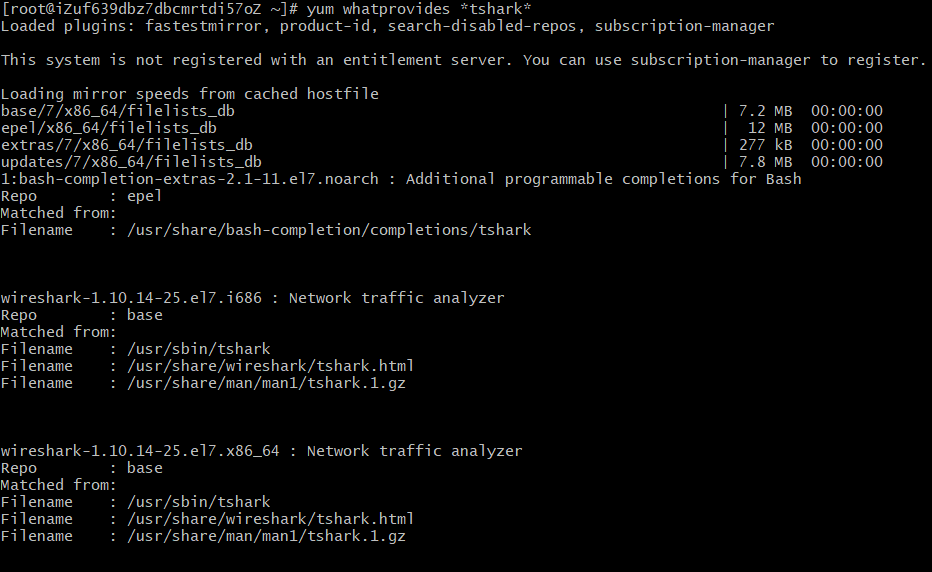 [root@iZuf639dbz7dbcmrtdi57oZ ~]# yum whatprovides *tshark*
Loaded plugins: fastestmirror, product-id, search-disabled-repos, subscription-manager
This system is not registered with an entitlement server. You can use subscription-manager to register.
Loading mirror speeds from cached hostfile
base/7/x86_64/filelists_db | 7.2 MB 00:00:00
epel/x86_64/filelists_db | 12 MB 00:00:00
extras/7/x86_64/filelists_db | 277 kB 00:00:00
updates/7/x86_64/filelists_db | 7.8 MB 00:00:00
1:bash-completion-extras-2.1-11.el7.noarch : Additional programmable completions for Bash
Repo : epel
Matched from:
Filename : /usr/share/bash-completion/completions/tshark
wireshark-1.10.14-25.el7.i686 : Network traffic analyzer
Repo : base
Matched from:
Filename : /usr/sbin/tshark
Filename : /usr/share/wireshark/tshark.html
Filename : /usr/share/man/man1/tshark.1.gz
wireshark-1.10.14-25.el7.x86_64 : Network traffic analyzer
Repo : base
Matched from:
Filename : /usr/sbin/tshark
Filename : /usr/share/wireshark/tshark.html
Filename : /usr/share/man/man1/tshark.1.gz